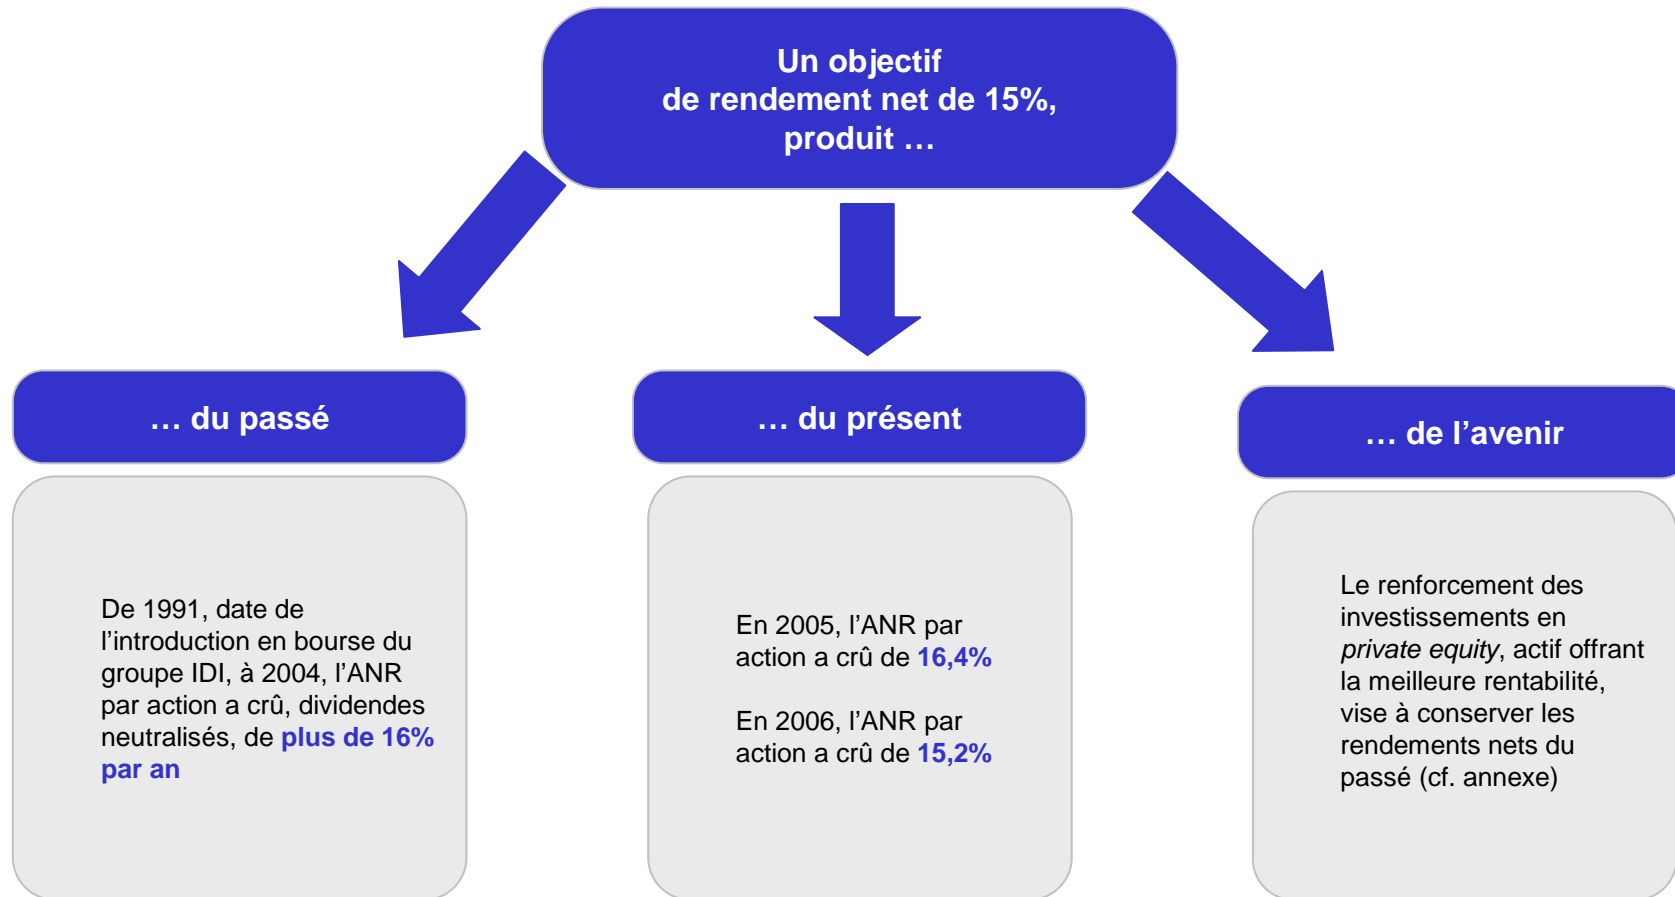 Un objectif
de rendement net de 15%,
produit …
… du passé
De 1991, date de
l’introduction en bourse du
groupe IDI, à 2004, l’ANR
par action a crû, dividendes
neutralisés, de plus de 16%
par an
… du présent
En 2005, l’ANR par
action a crû de 16,4%
En 2006, l’ANR par
action a crû de 15,2%
… de l’avenir
Le renforcement des
investissements en
private equity, actif offrant
la meilleure rentabilité,
vise à conserver les
rendements nets du
passé (cf. annexe)